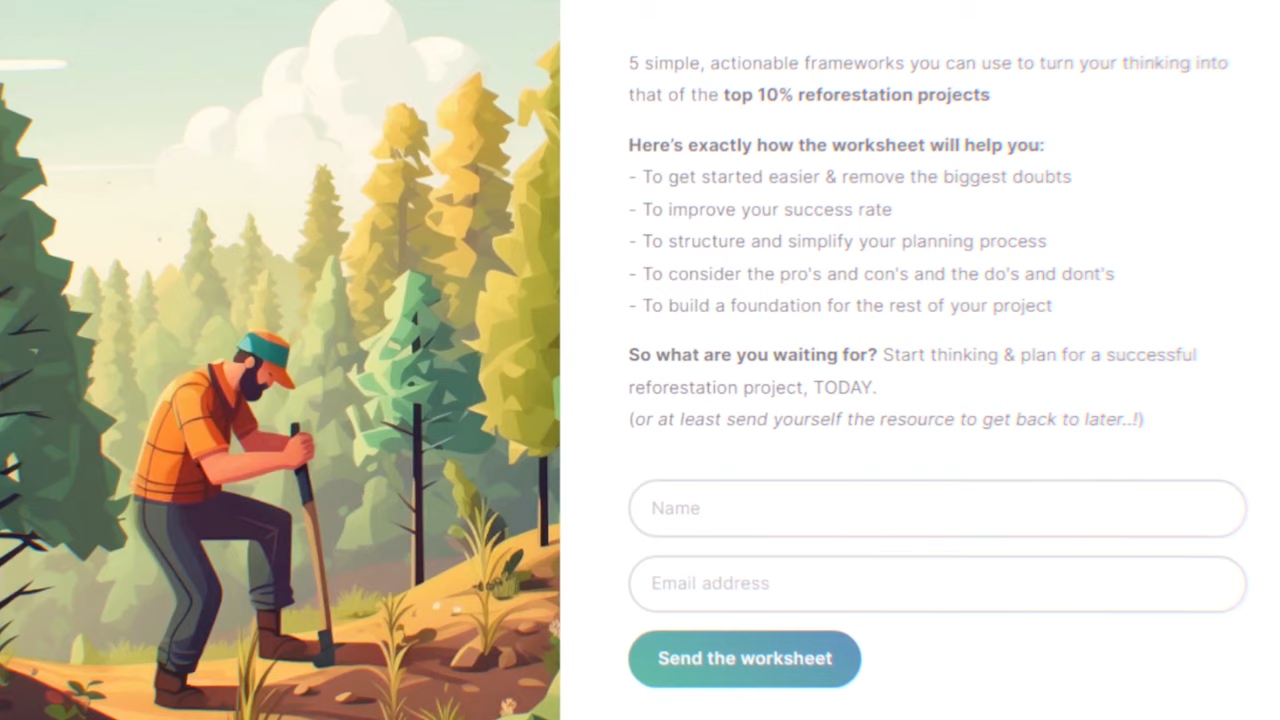 5 simple, actionable frameworks you can use to turn your thinking into
that of the top 10% reforestation projects
Here's exactly how the worksheet will help you:
- To get started easier & remove the biggest doubts
- To improve your success rate
- To structure and simplify your planning process
- To consider the pro's and con's and the do's and dont's
- To build a foundation for the rest of your project
So what are you waiting for? Start thinking & plan for a successful
reforestation project, TODAY.
(or at least send yourself the resource to get back to later..!)
Name
Email address
Send the worksheet